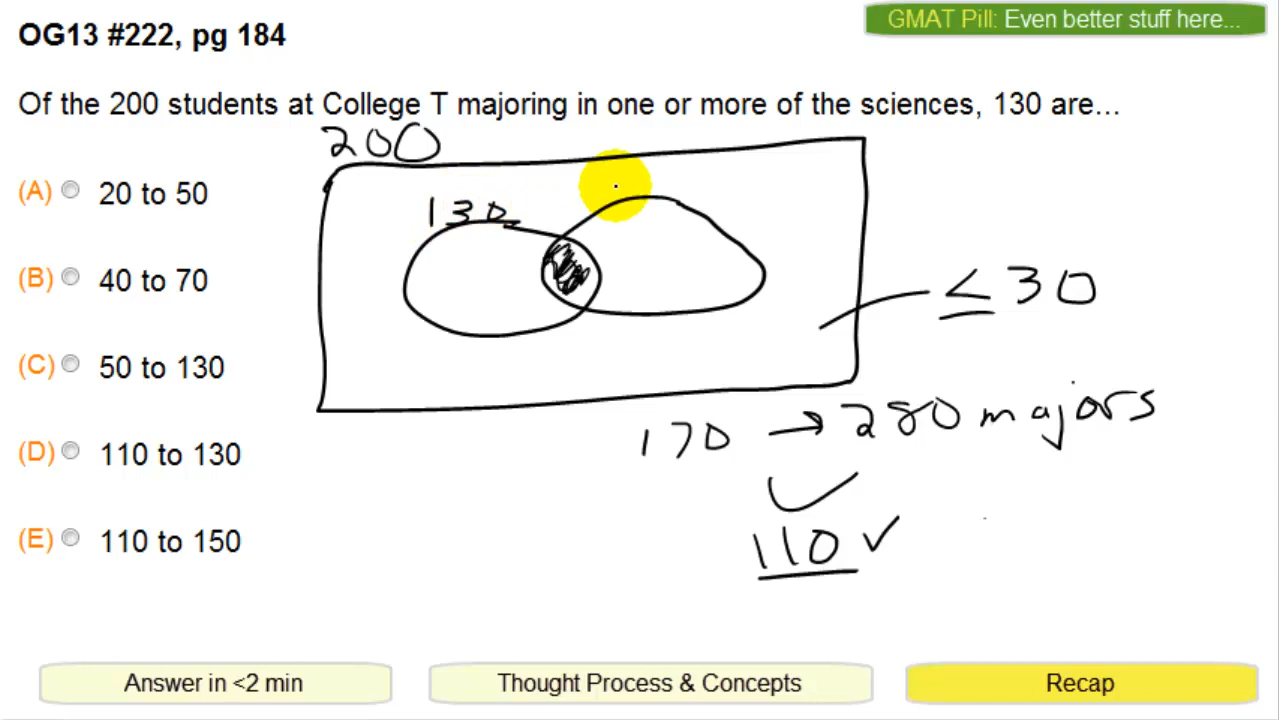 GMAT Pill: Even better stuff here...
OG13 #222, pg 184
Of the 200 students at College T majoring in one or more of the sciences, 130 are...
200
(A) 20 to 50
130
(B) 40 to 70
≤ 30
(C) 50 to 130
170 → 280 majors
(D) 110 to 130
(E) 110 to 150
110 ✓
Answer in <2 min
Thought Process & Concepts
Recap